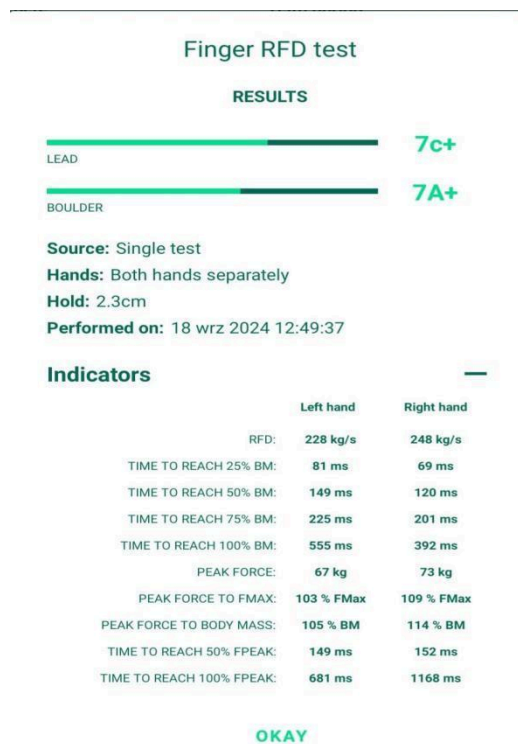 Finger RFD test
RESULTS
7c+
LEAD
7A+
BOULDER
Source: Single test
Hands: Both hands separately
Hold: 2.3cm
Performed on: 18 wrz 2024 12:49:37
Indicators
Left hand Right hand
RFD: 228 kg/s 248 kg/s
TIME TO REACH 25% BM: 81 ms 69 ms
TIME TO REACH 50% BM: 149 ms 120 ms
TIME TO REACH 75% BM: 225 ms 201 ms
TIME TO REACH 100% BM: 555 ms 392 ms
PEAK FORCE: 67 kg 73 kg
PEAK FORCE TO FMAX: 103 % FMax 109 % FMax
PEAK FORCE TO BODY MASS: 105 % BM 114 % BM
TIME TO REACH 50% FPEAK: 149 ms 152 ms
TIME TO REACH 100% FPEAK: 681 ms 1168 ms
OKAY